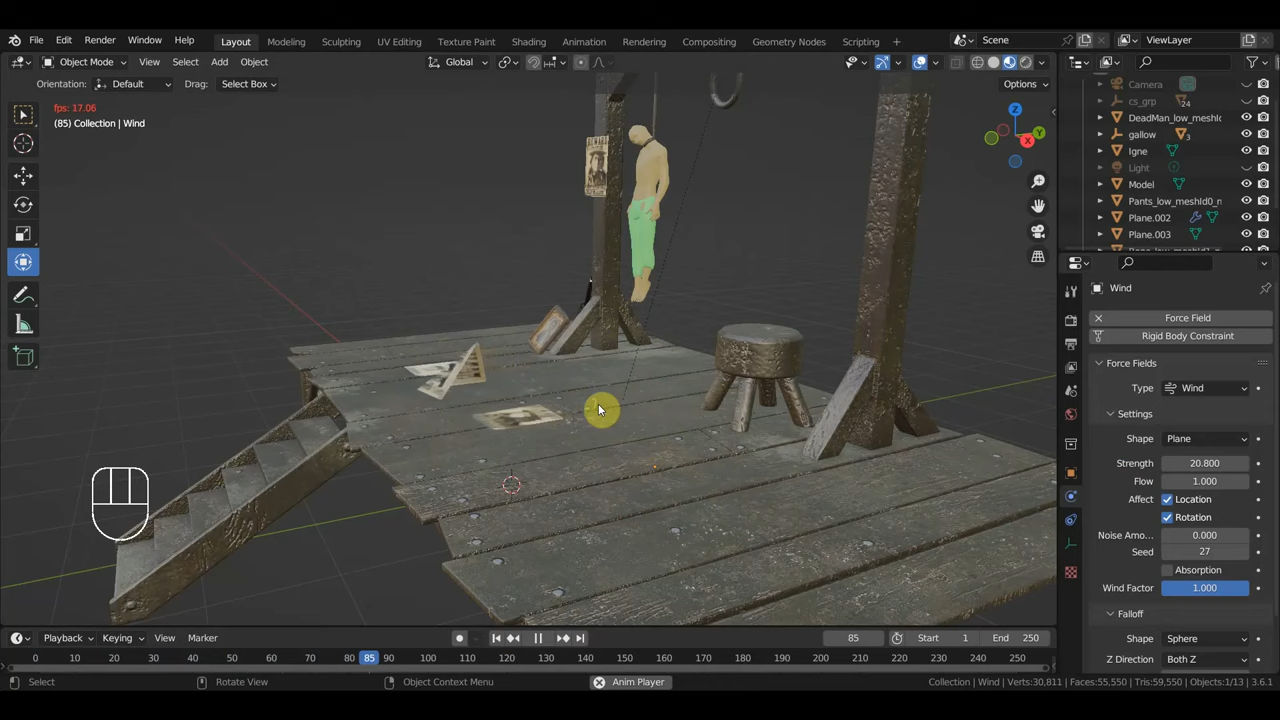 File Edit Render Window Help Layout Modeling Sculpting UV Editing Texture Paint Shading Animation Rendering Compositing Geometry Nodes Scripting + Scene ViewLayer
Object Mode View Select Add Object Global Options
Orientation: Default Drag: Select Box
fps: 17.06
(85) Collection | Wind
Z
Y
X
Camera
cs_grp 24
DeadMan_low_meshI
gallow 3
Igne
Light
Model
Pants_low_meshId0_n
Plane.002
Plane.003
Wind
Force Field
Rigid Body Constraint
Force Fields
Type Wind
Settings
Shape Plane
Strength 20.800
Flow 1.000
Affect Location
Rotation
Noise Amo... 0.000
Seed 27
Absorption
Wind Factor 1.000
Falloff
Shape Sphere
Z Direction Both Z
Playback Keying View Marker 85 Start 1 End 250
0 10 20 30 40 50 60 70 80 85 90 100 110 120 130 140 150 160 170 180 190 200 210 220 230 240 250
Select Rotate View Object Context Menu Anim Player Collection | Wind | Verts:30,811 | Faces:55,550 | Tris:59,550 | Objects:1/13 | 3.6.1